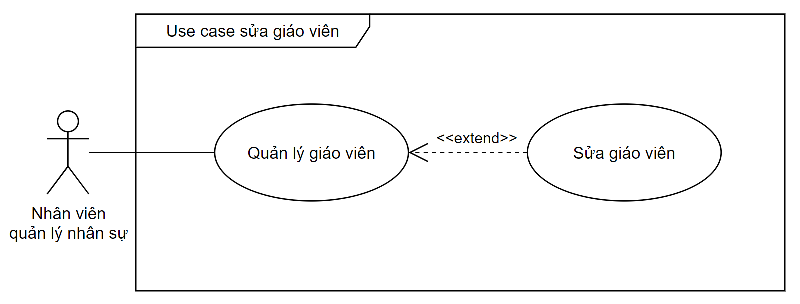 Use case sửa giáo viên
<<extend>>
Quản lý giáo viên
Sửa giáo viên
Nhân viên
quản lý nhân sự